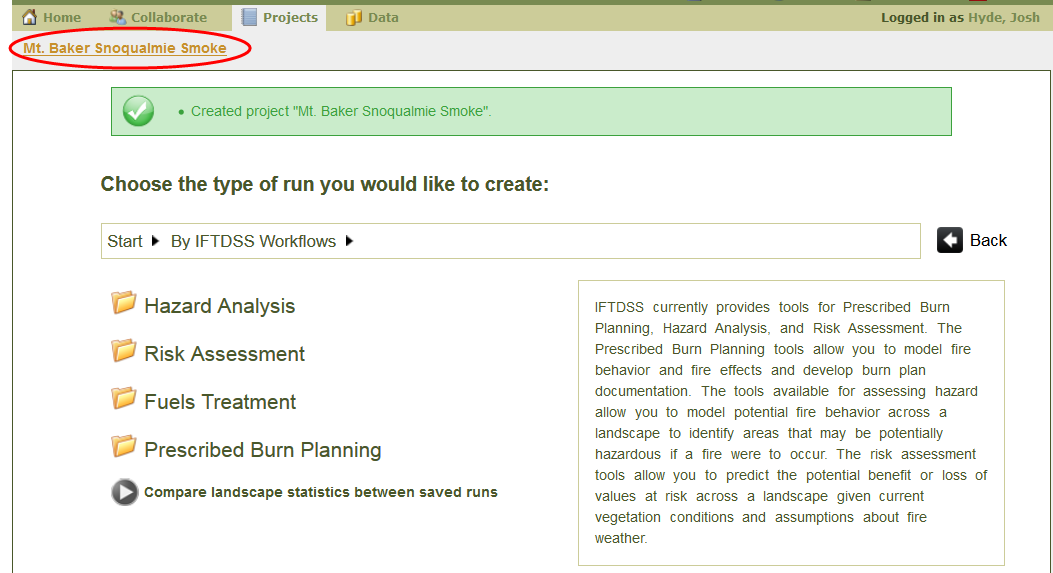 Home Collaborate Projects Data Logged in as Hyde, Josh
Mt. Baker Snoqualmie Smoke
• Created project "Mt. Baker Snoqualmie Smoke".
Choose the type of run you would like to create:
Start By IFTDSS Workflows Back
Hazard Analysis
Risk Assessment
Fuels Treatment
Prescribed Burn Planning
Compare landscape statistics between saved runs
IFTDSS currently provides tools for Prescribed Burn
Planning, Hazard Analysis, and Risk Assessment. The
Prescribed Burn Planning tools allow you to model fire
behavior and fire effects and develop burn plan
documentation. The tools available for assessing hazard
allow you to model potential fire behavior across a
landscape to identify areas that may be potentially
hazardous if a fire were to occur. The risk assessment
tools allow you to predict the potential benefit or loss of
values at risk across a landscape given current
vegetation conditions and assumptions about fire
weather.